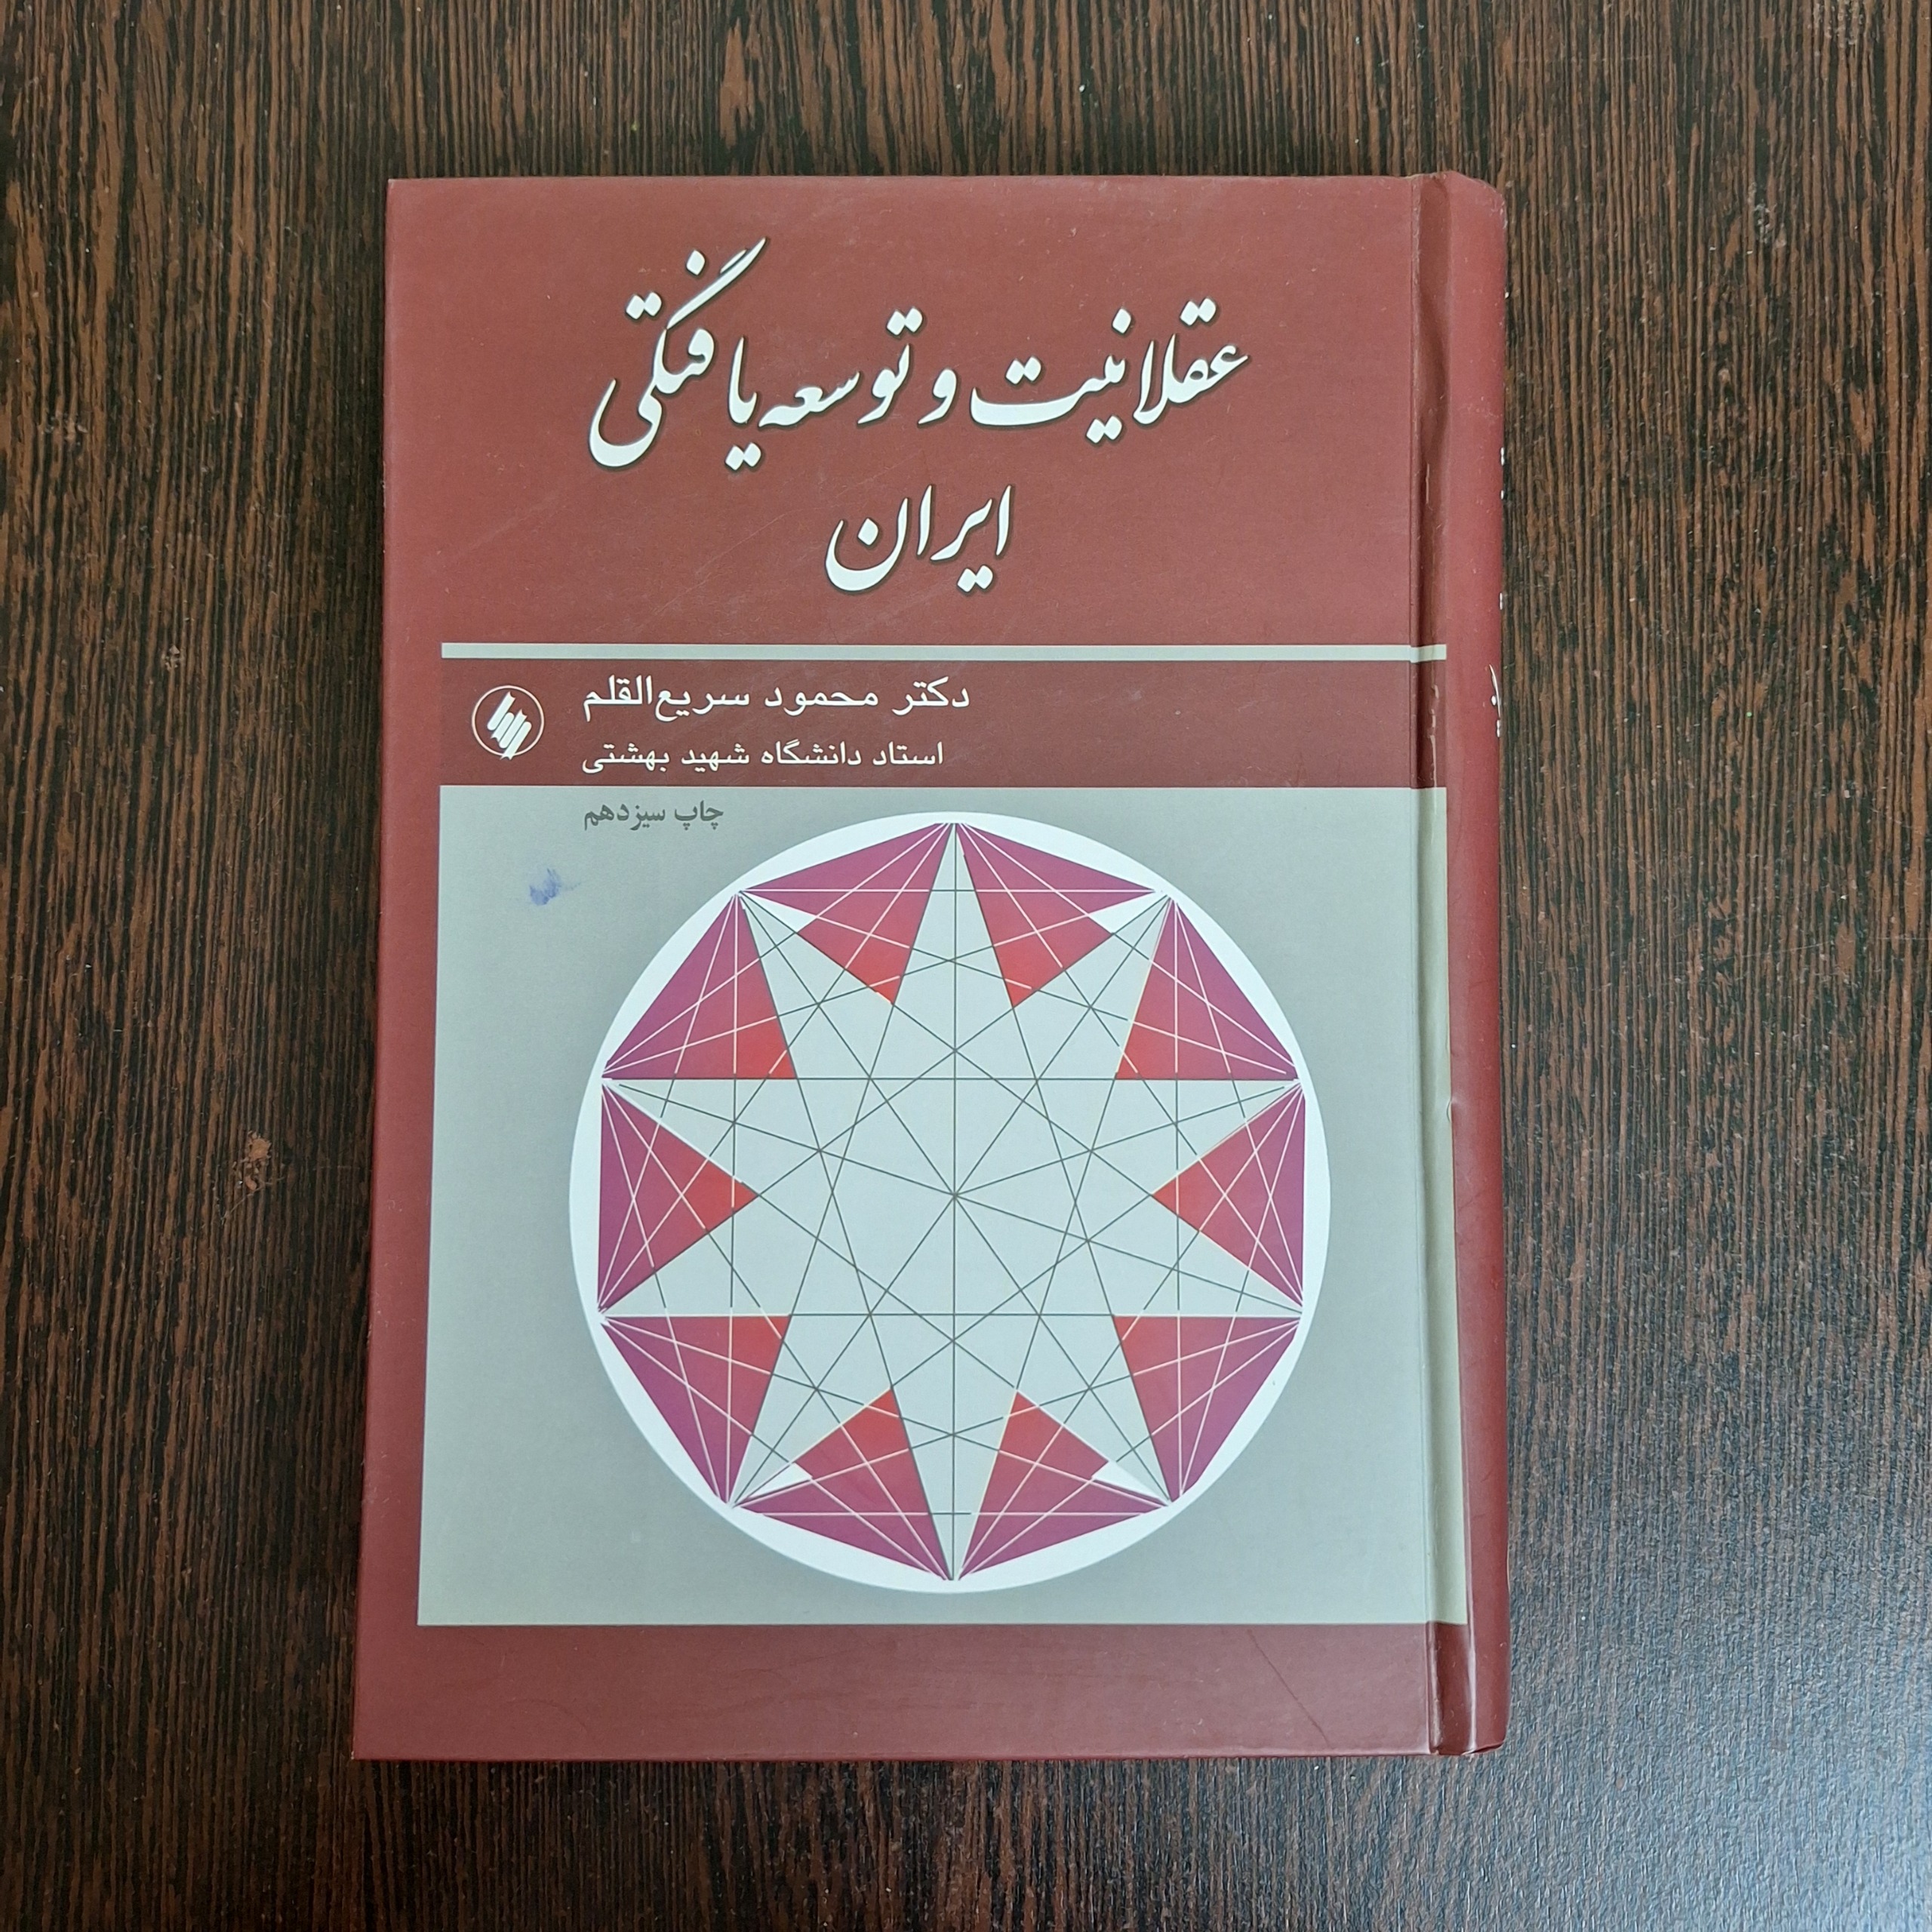 عقلانیت و توسعه یافتگی
ایران
دکتر محمود سریع‌القلم
استاد دانشگاه شهید بهشتی
چاپ سیزدهم